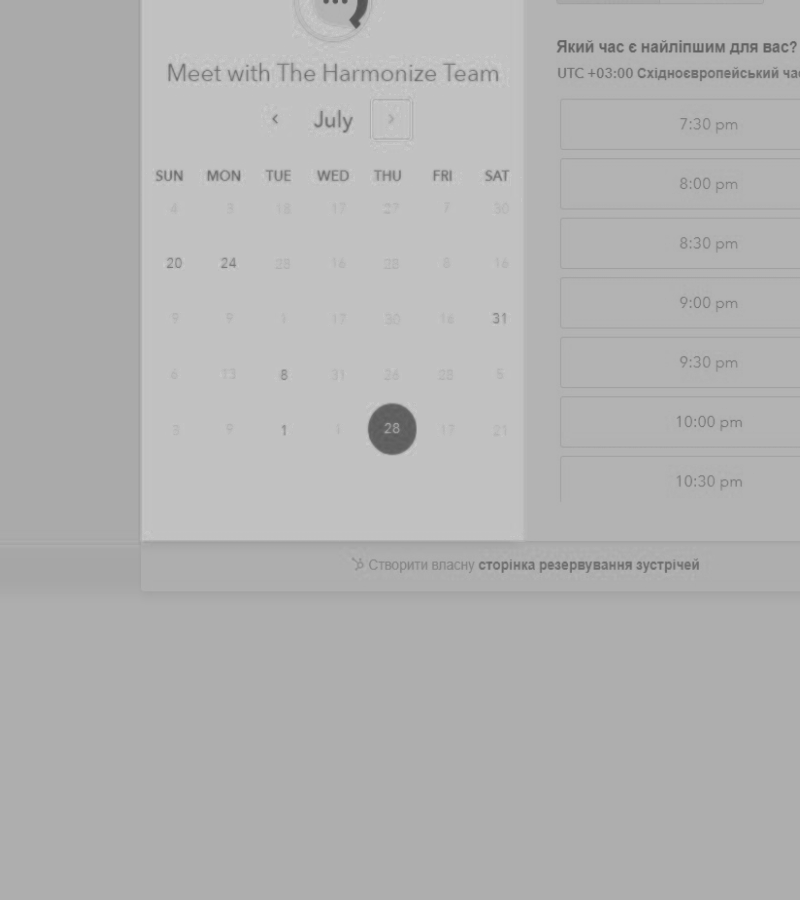 Meet with The Harmonize Team
July
SUN MON TUE WED THU FRI SAT
4 3 18 17 27 7 30
20 24 28 16 28 8 16
9 9 1 17 30 16 31
6 13 8 31 26 28 5
8 9 1 1 28 17 21
Який час є найліпшим для вас?
UTC +03:00 Східноєвропейський
7:30 pm
8:00 pm
8:30 pm
9:00 pm
9:30 pm
10:00 pm
10:30 pm
Створити власну сторінка резервування зустрічей